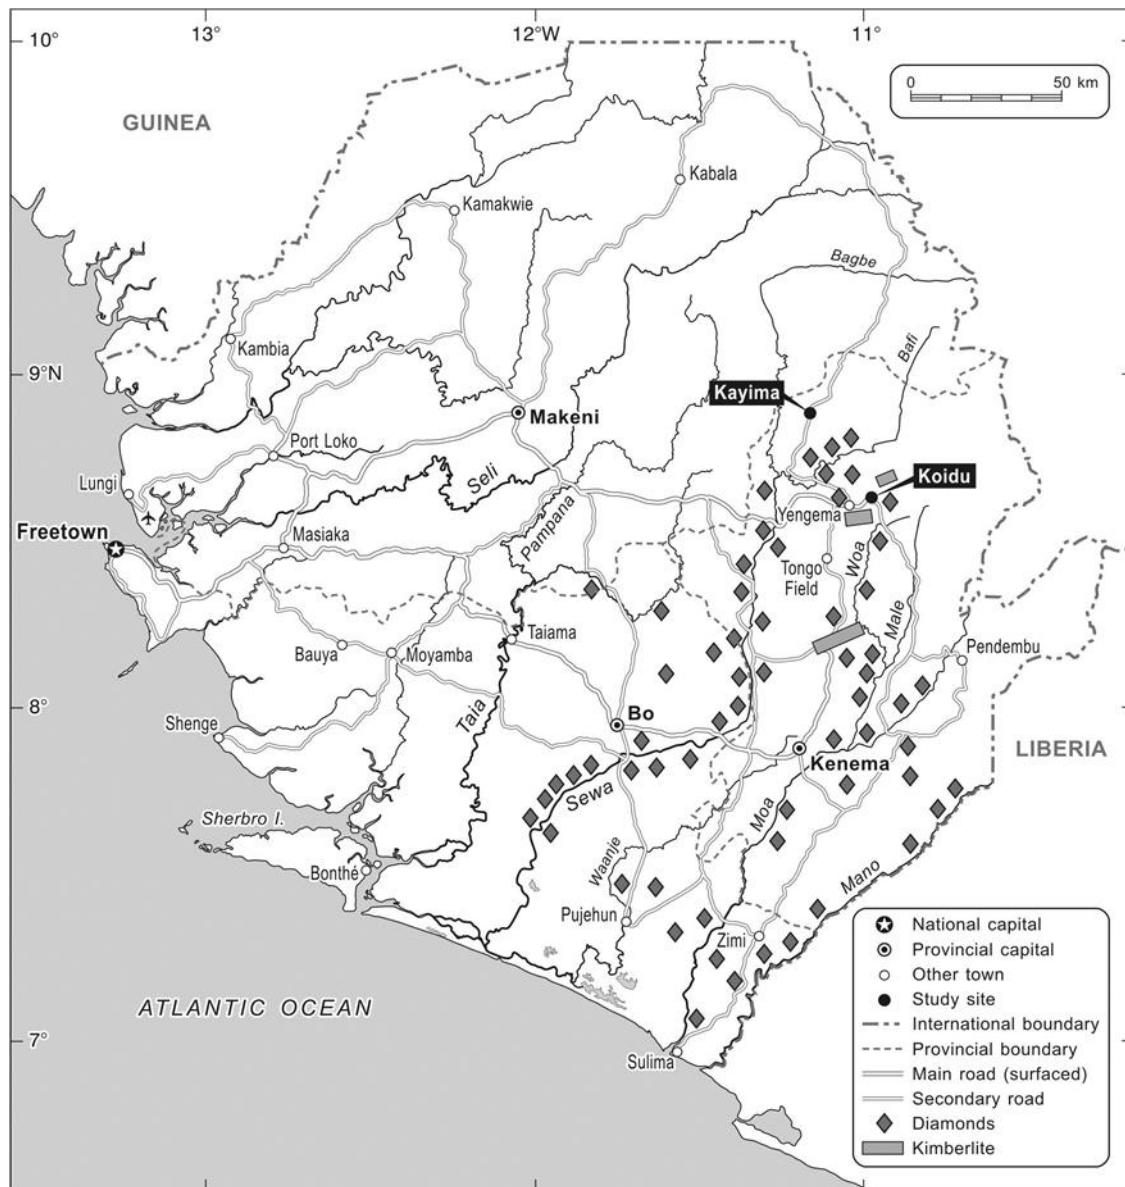 13°
12°W
11°
10°
0
50 km
GUINEA
Kabala
Kamakwie
Bagbe
Kambia
Bafi
9°N
Kayima
Makeni
Port Loko
Seli
Lungi
Koidu
Pampana
Yengema
Freetown
Masiaka
Tongo
Field
Woa
Male
Taiama
Bauya
Moyamba
Pendembu
8°
Taia
Bo
Shenge
LIBERIA
Kenema
Sewa
Moa
Sherbro I.
Waanje
Mano
Bonthé
Pujehun
Zimi
ATLANTIC OCEAN
7°
Sulima
National capital
Provincial capital
Other town
Study site
International boundary
Provincial boundary
Main road (surfaced)
Secondary road
Diamonds
Kimberlite